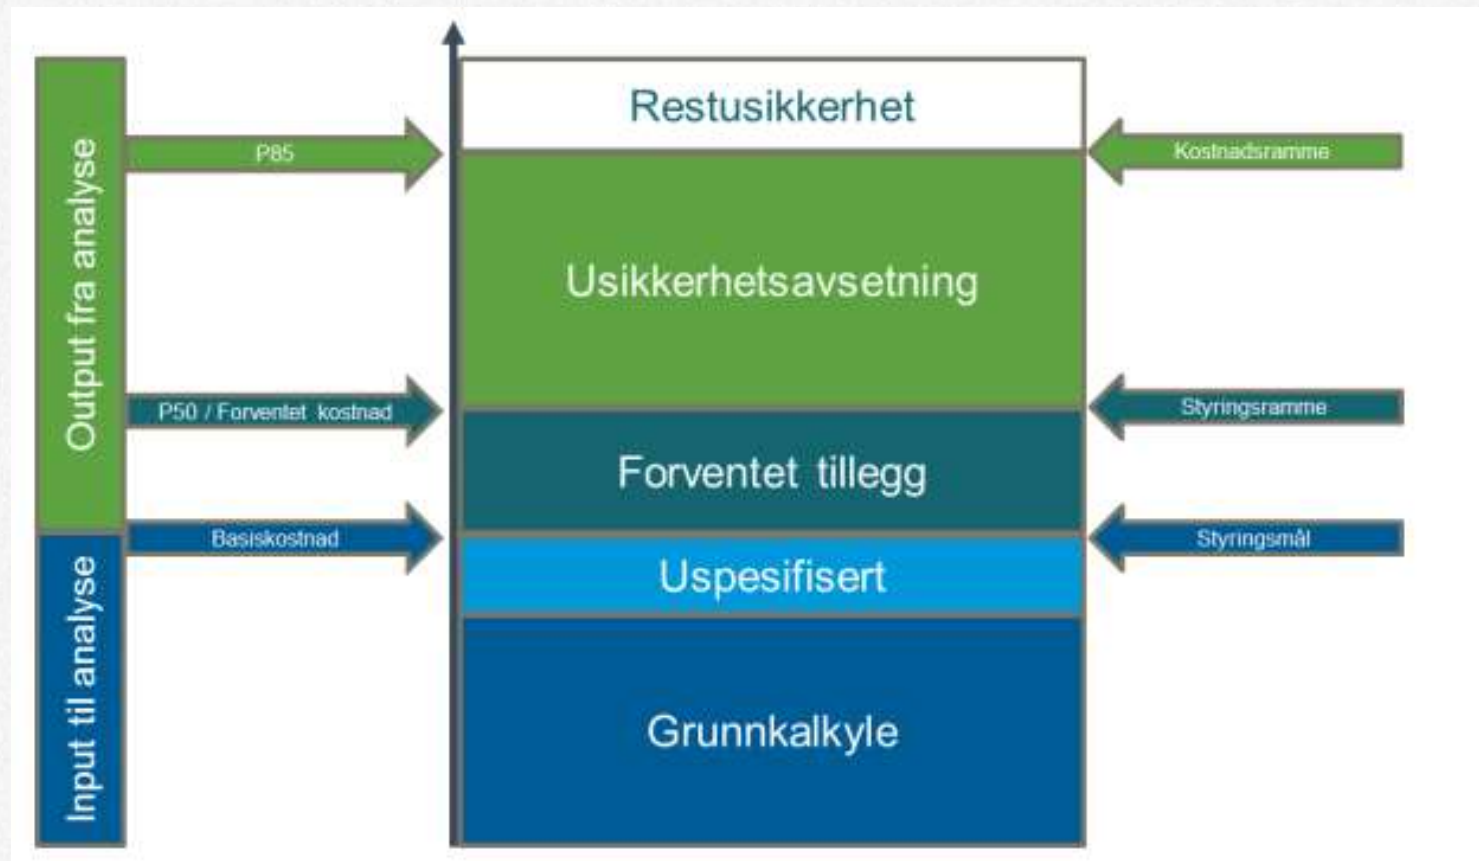 Restusikkerhet
P85
Kostnadsramme
Output fra analyse
Usikkerhetsavsetning
P50 / Forventet kostnad
Styringsramme
Forventet tillegg
Basiskostnad
Styringsmål
Uspesifisert
Input til analyse
Grunnkalkyle